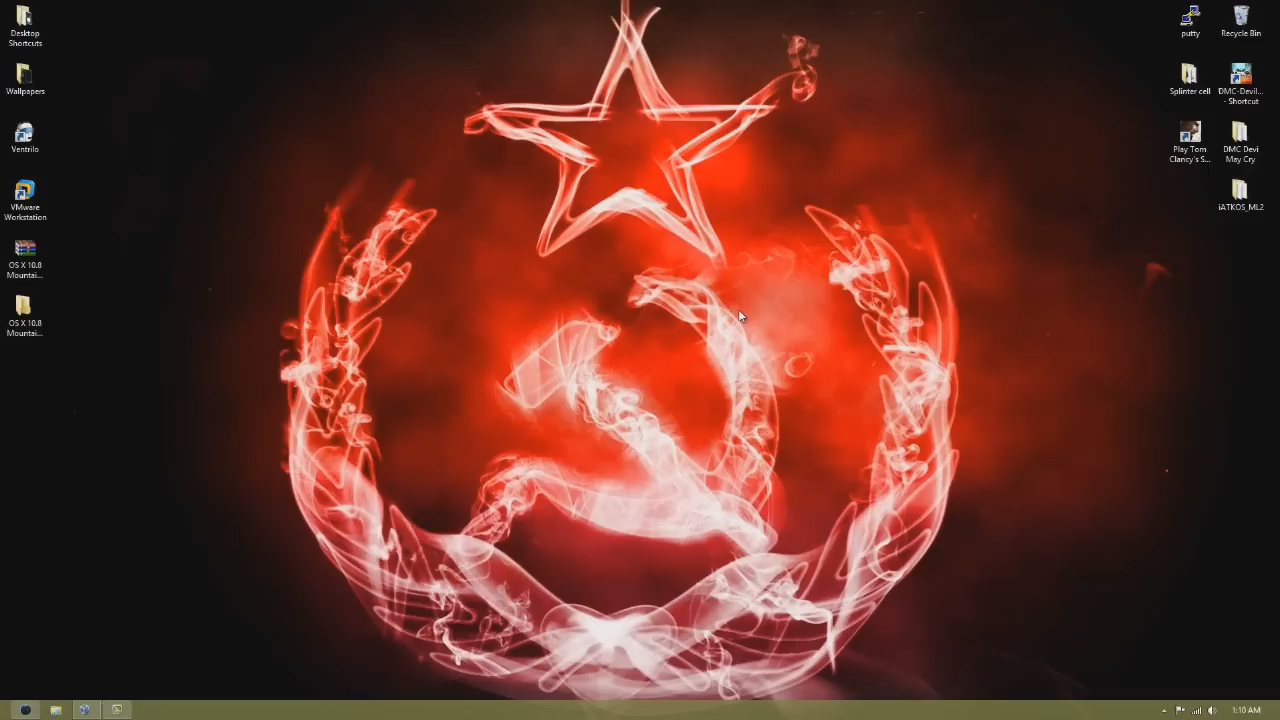 Desktop
Shortcuts
Wallpapers
Ventrilo
VMware
Workstation
OS X 10.8
Mountai...
OS X 10.8
Mountai...
putty
Recycle Bin
Splinter cell
DMC-Devil...
- Shortcut
Play Tom
Clancy's S...
DMC Devi
May Cry
iATKOS_ML2
1:10 AM